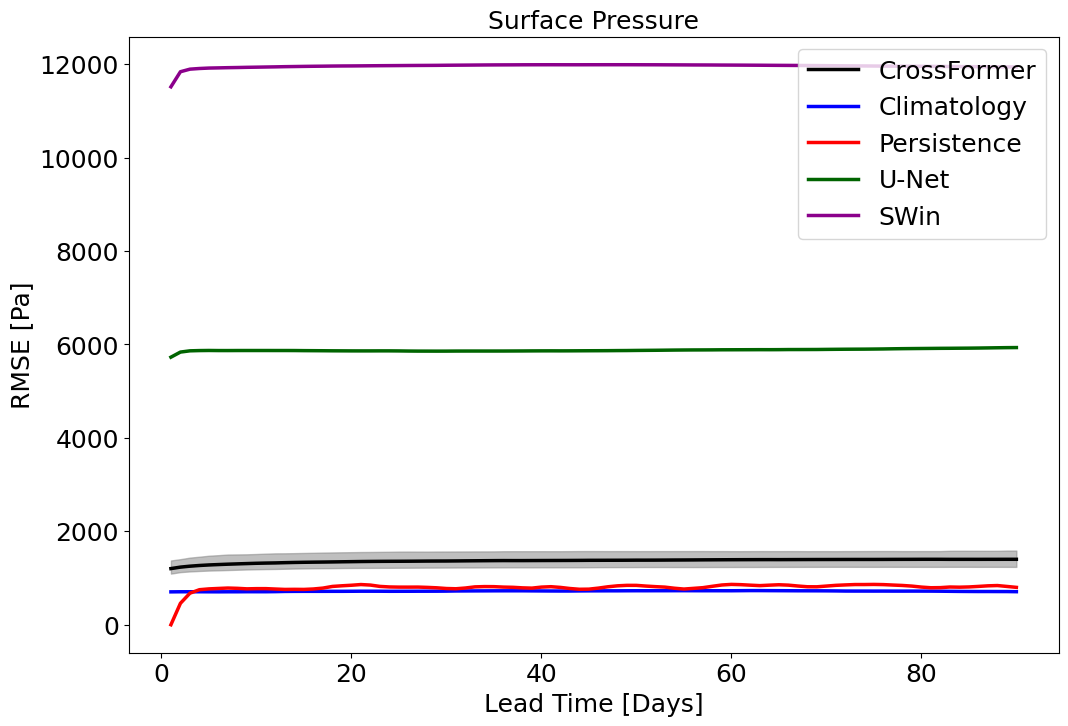 Surface Pressure
12000
10000
8000
6000
4000
2000
0
RMSE [Pa]
CrossFormer
Climatology
Persistence
U-Net
SWin
0
20
40
60
80
Lead Time [Days]